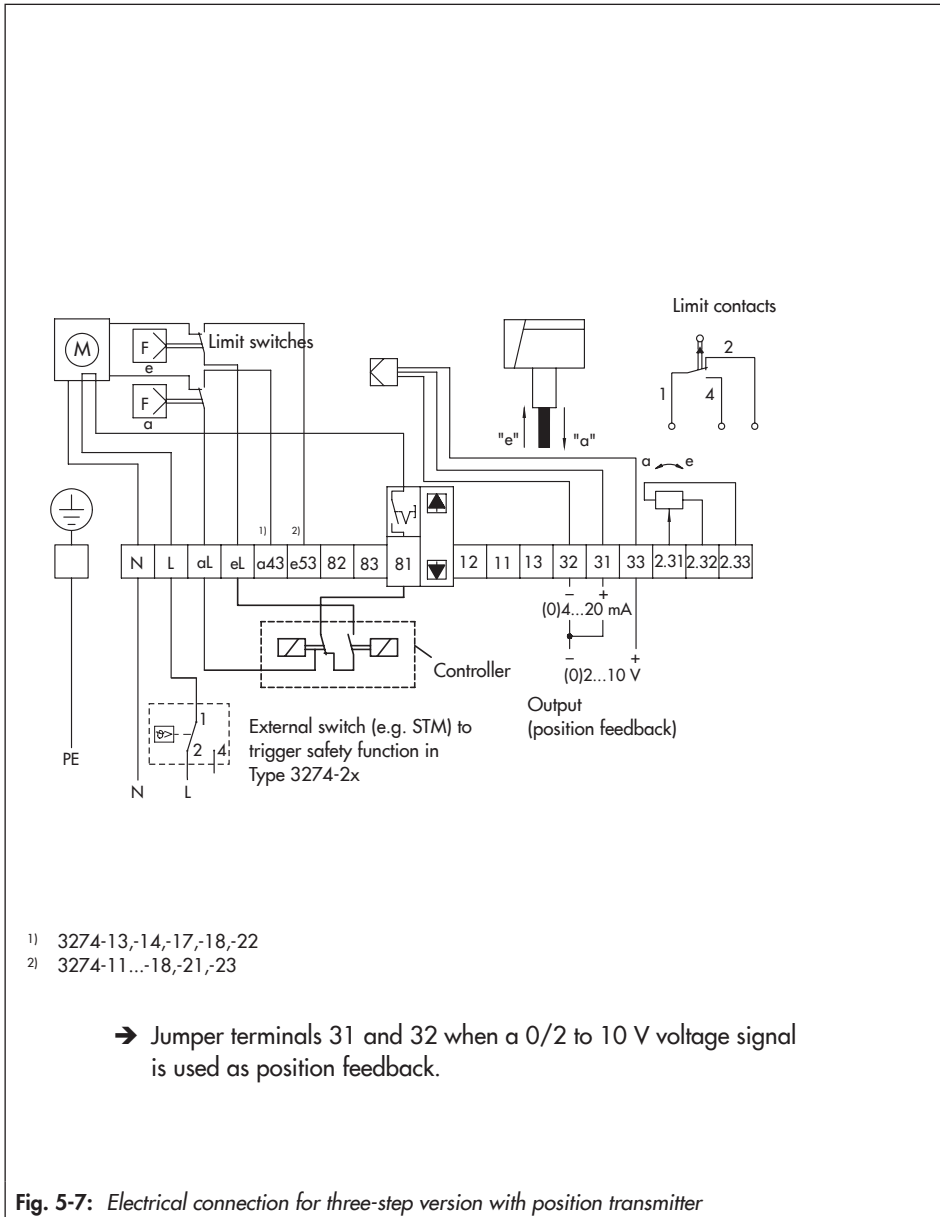 Limit contacts
M
F
e
Limit switches
F
a
2
1
4
"e"
"a"
a
e
1)
2)
N
L
aL
eL
a43
e53
82
83
81
12
11
13
32
31
33
2.31
2.32
2.33
− +
(0)4...20 mA
− +
(0)2...10 V
Controller
Output
(position feedback)
ϑ>
1
2
4
External switch (e.g. STM) to
trigger safety function in
Type 3274-2x
PE
N
L
1) 3274-13,-14,-17,-18,-22
2) 3274-11...-18,-21,-23
➔ Jumper terminals 31 and 32 when a 0/2 to 10 V voltage signal
is used as position feedback.
Fig. 5-7: Electrical connection for three-step version with position transmitter